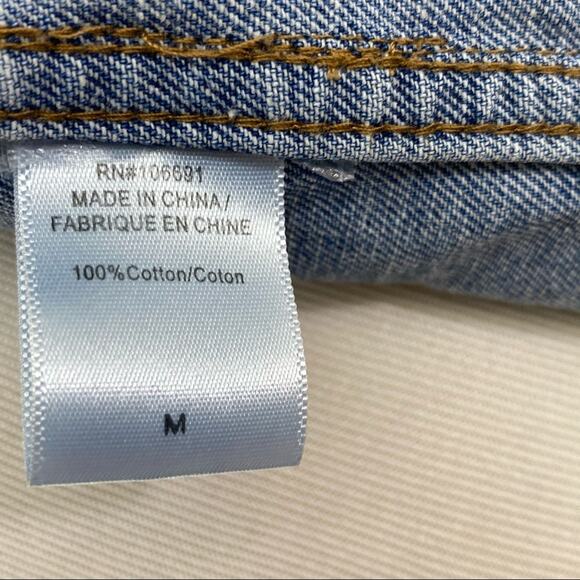 RN#106691
MADE IN CHINA/
FABRIQUE EN CHINE
100%Cotton/Coton
M